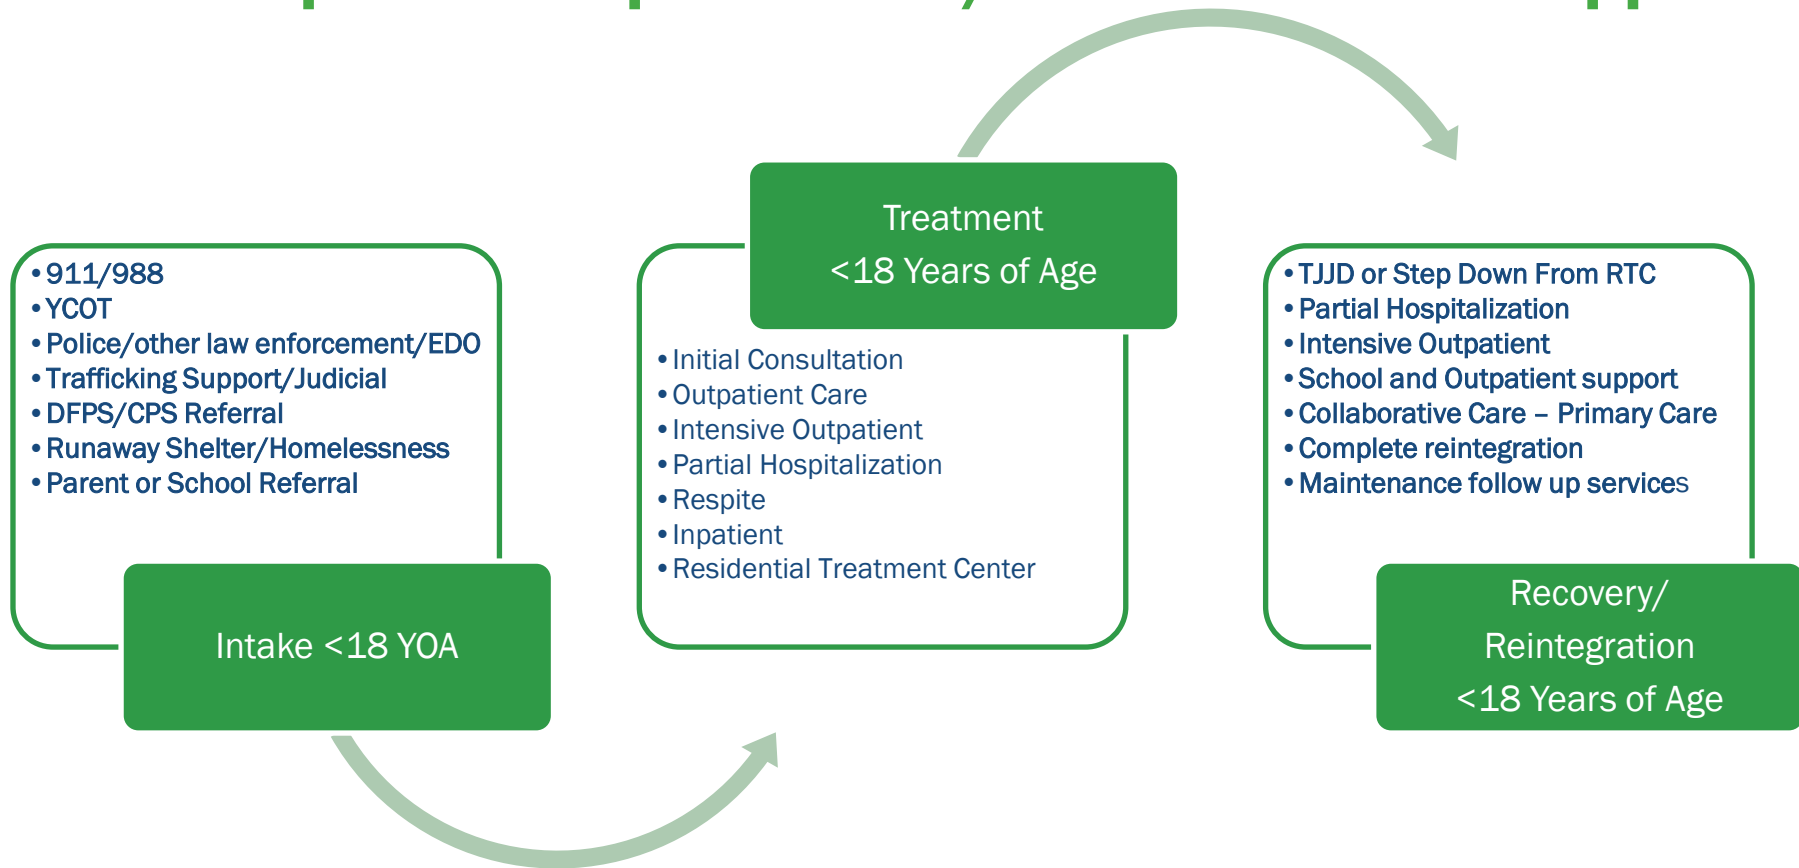 • 911/988
• YCOT
• Police/other law enforcement/EDO
• Trafficking Support/Judicial
• DFPS/CPS Referral
• Runaway Shelter/Homelessness
• Parent or School Referral
Intake <18 YOA
Treatment
<18 Years of Age
• Initial Consultation
• Outpatient Care
• Intensive Outpatient
• Partial Hospitalization
• Respite
• Inpatient
• Residential Treatment Center
• TJJD or Step Down From RTC
• Partial Hospitalization
• Intensive Outpatient
• School and Outpatient support
• Collaborative Care – Primary Care
• Complete reintegration
• Maintenance follow up services
Recovery/
Reintegration
<18 Years of Age